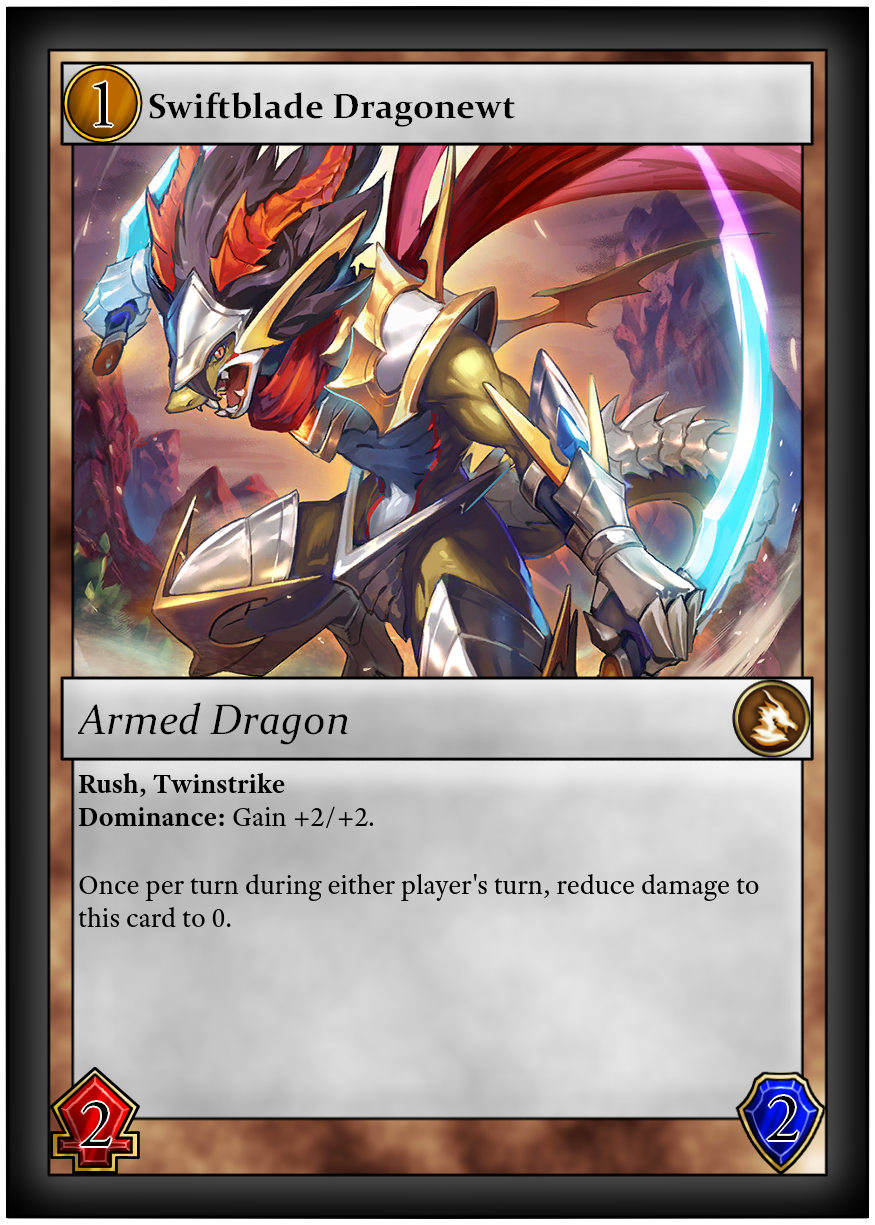 1
Swiftblade Dragonewt
Armed Dragon
Rush, Twinstrike
Dominance: Gain +2/+2.
Once per turn during either player's turn, reduce damage to
this card to 0.
2
2